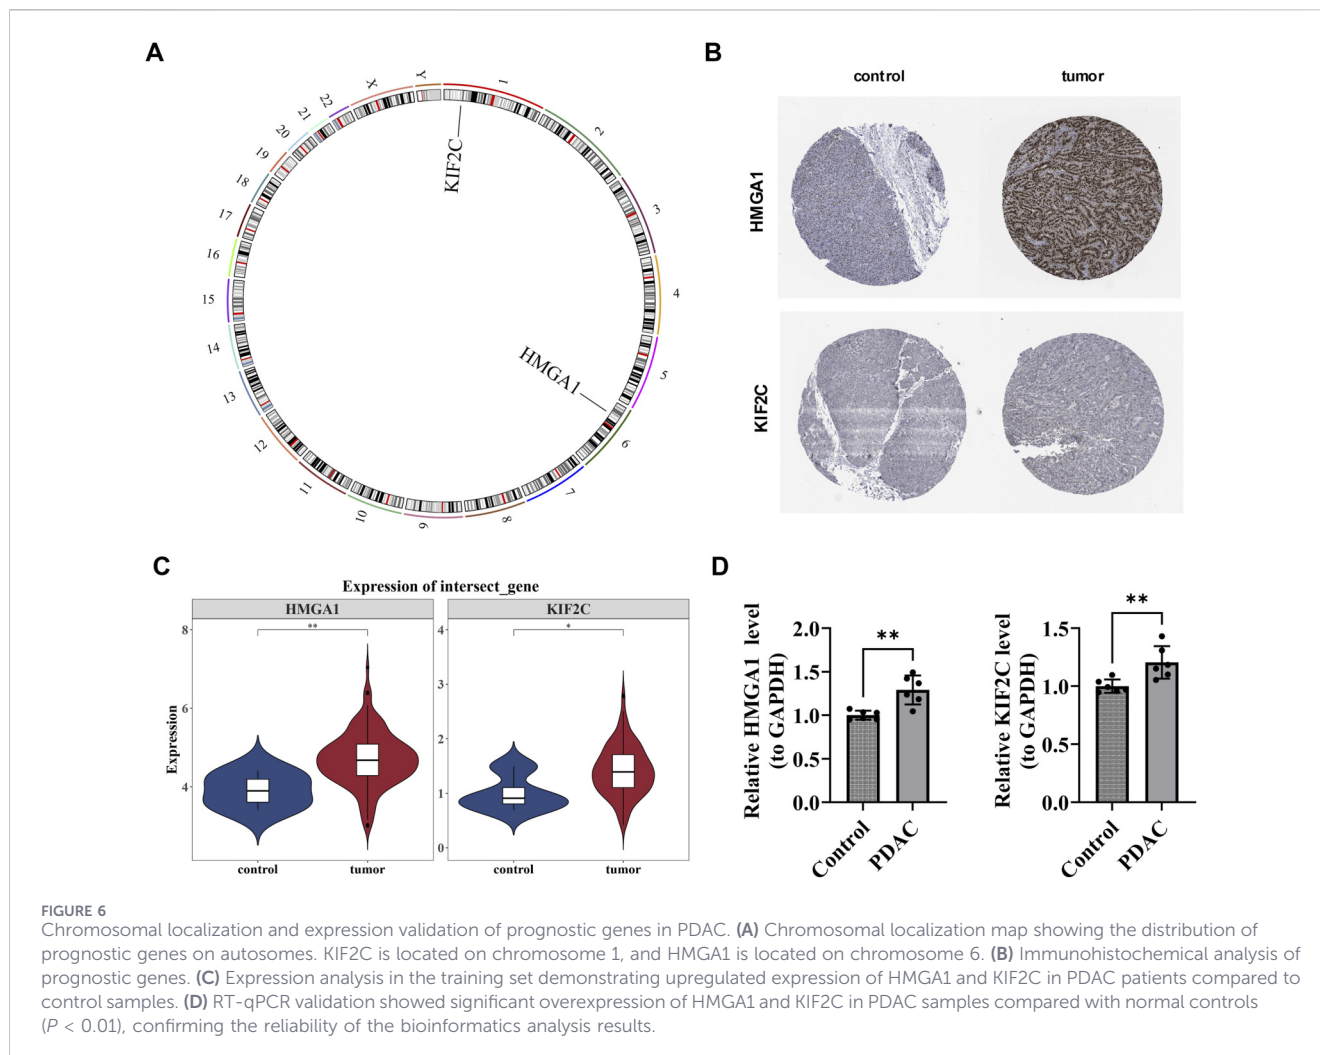 A
1
2
3
4
5
6
7
8
9
10
11
12
13
14
15
16
17
18
19
20
21
22
X
Y
KIF2C
HMGA1
B
control
tumor
HMGA1
KIF2C
C
Expression of intersect_gene
HMGA1
KIF2C
**
*
Expression
8
6
4
4
3
2
1
0
control
tumor
control
tumor
D
Relative HMGA1 level
(to GAPDH)
2.0
1.5
1.0
0.5
0.0
**
Control
PDAC
Relative KIF2C level
(to GAPDH)
1.5
1.0
0.5
0.0
**
Control
PDAC
FIGURE 6
Chromosomal localization and expression validation of prognostic genes in PDAC. (A) Chromosomal localization map showing the distribution of
prognostic genes on autosomes. KIF2C is located on chromosome 1, and HMGA1 is located on chromosome 6. (B) Immunohistochemical analysis of
prognostic genes. (C) Expression analysis in the training set demonstrating upregulated expression of HMGA1 and KIF2C in PDAC patients compared to
control samples. (D) RT-qPCR validation showed significant overexpression of HMGA1 and KIF2C in PDAC samples compared with normal controls
(P < 0.01), confirming the reliability of the bioinformatics analysis results.